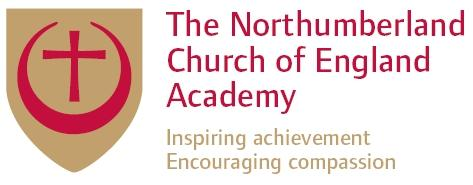 The Northumberland
Church of England
Academy
Inspiring achievement
Encouraging compassion